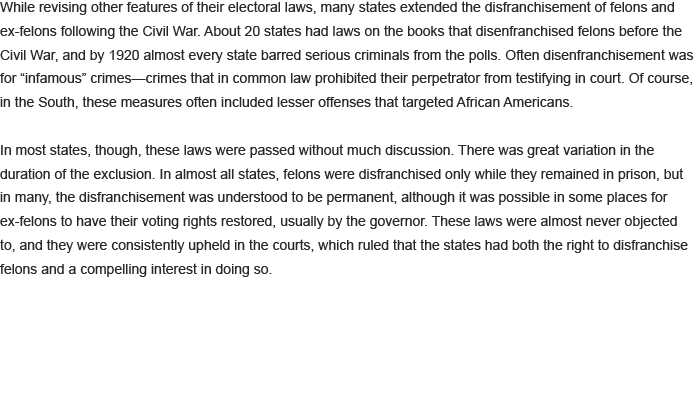 While revising other features of their electoral laws, many states extended the disfranchisement of felons and
ex-felons following the Civil War. About 20 states had laws on the books that disenfranchised felons before the
Civil War, and by 1920 almost every state barred serious criminals from the polls. Often disenfranchisement was
for “infamous” crimes—crimes that in common law prohibited their perpetrator from testifying in court. Of course,
in the South, these measures often included lesser offenses that targeted African Americans.
In most states, though, these laws were passed without much discussion. There was great variation in the
duration of the exclusion. In almost all states, felons were disfranchised only while they remained in prison, but
in many, the disfranchisement was understood to be permanent, although it was possible in some places for
ex-felons to have their voting rights restored, usually by the governor. These laws were almost never objected
to, and they were consistently upheld in the courts, which ruled that the states had both the right to disfranchise
felons and a compelling interest in doing so.